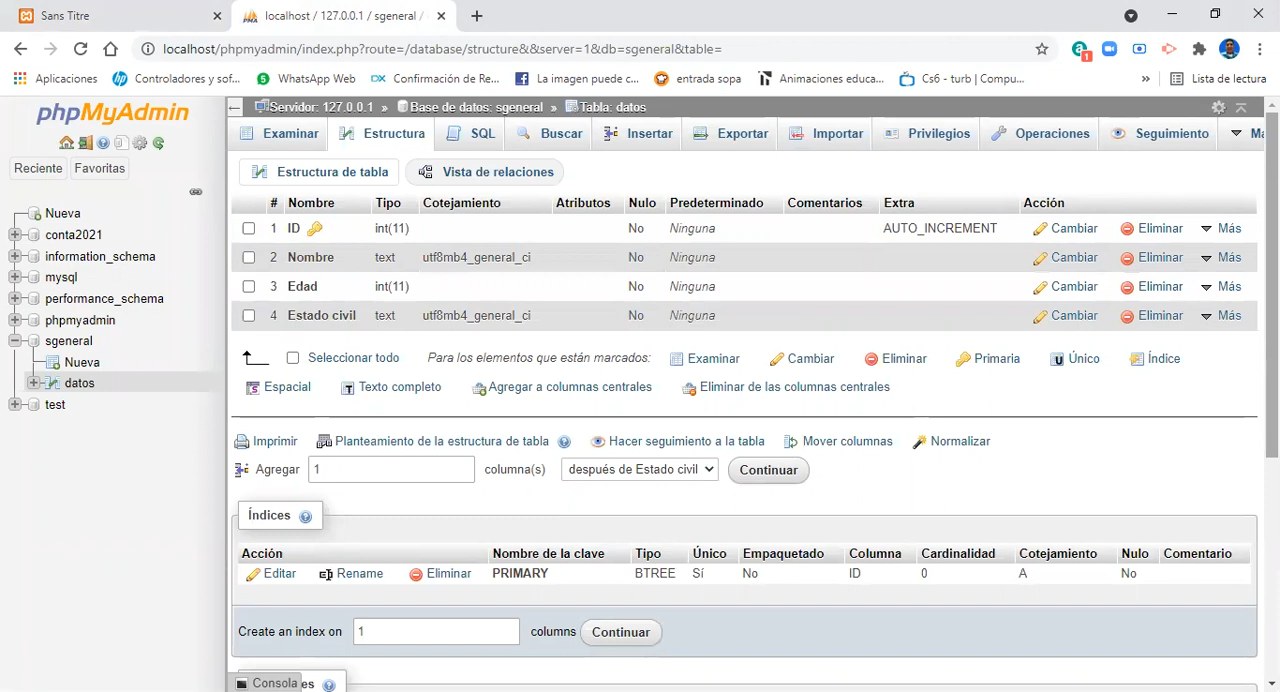 Sans Titre
localhost / 127.0.0.1 / sgeneral /
localhost/phpmyadmin/index.php?route=/database/structure&&server=1&db=sgeneral&table=
Aplicaciones
Controladores y sof...
WhatsApp Web
Confirmación de Re...
La imagen puede c...
entrada sopa
Animaciones educa...
Cs6 - turb | Compu...
»
Lista de lectura
phpMyAdmin
Reciente
Favoritas
Nueva
conta2021
information_schema
mysql
performance_schema
phpmyadmin
sgeneral
Nueva
datos
test
Servidor: 127.0.0.1 » Base de datos: sgeneral » Tabla: datos
Examinar Estructura SQL Buscar Insertar Exportar Importar Privilegios Operaciones Seguimiento
Estructura de tabla Vista de relaciones
# Nombre Tipo Cotejamiento Atributos Nulo Predeterminado Comentarios Extra Acción
1 ID int(11) No Ninguna AUTO_INCREMENT Cambiar Eliminar Más
2 Nombre text utf8mb4_general_ci No Ninguna Cambiar Eliminar Más
3 Edad int(11) No Ninguna Cambiar Eliminar Más
4 Estado civil text utf8mb4_general_ci No Ninguna Cambiar Eliminar Más
Seleccionar todo Para los elementos que están marcados: Examinar Cambiar Eliminar Primaria Único Índice
Espacial Texto completo Agregar a columnas centrales Eliminar de las columnas centrales
Imprimir Planteamiento de la estructura de tabla Hacer seguimiento a la tabla Mover columnas Normalizar
Agregar 1 columna(s) después de Estado civil Continuar
Índices
Acción Nombre de la clave Tipo Único Empaquetado Columna Cardinalidad Cotejamiento Nulo Comentario
Editar Rename Eliminar PRIMARY BTREE Sí No ID 0 A No
Create an index on 1 columns Continuar
Consola